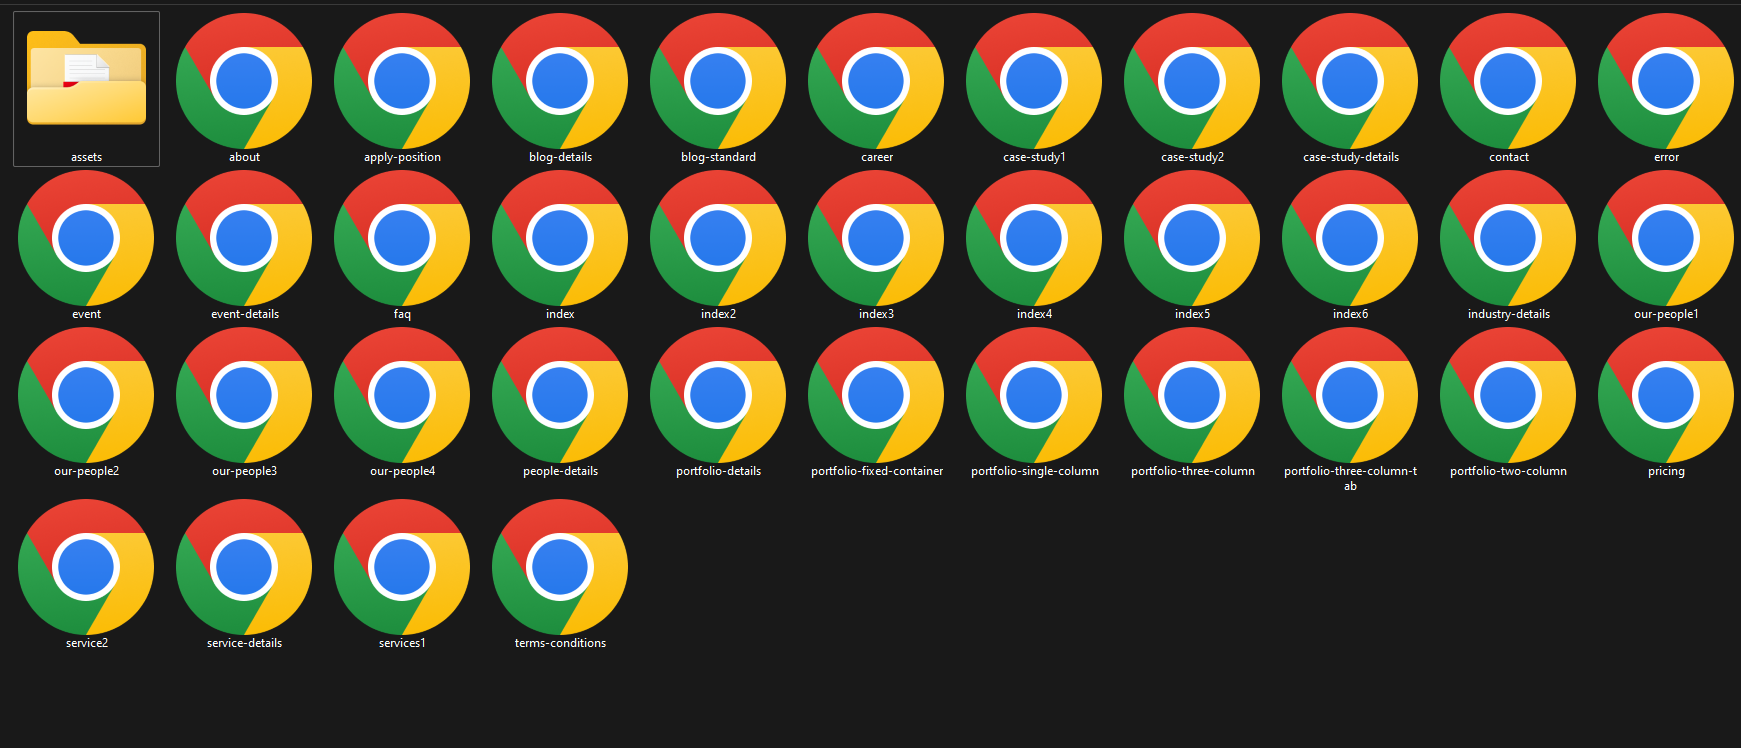 assets
about
apply-position
blog-details
blog-standard
career
case-study1
case-study2
case-study-details
contact
error
event
event-details
faq
index
index2
index3
index4
index5
index6
industry-details
our-people1
our-people2
our-people3
our-people4
people-details
portfolio-details
portfolio-fixed-container
portfolio-single-column
portfolio-three-column
portfolio-three-column-t
ab
portfolio-two-column
pricing
service2
service-details
services1
terms-conditions